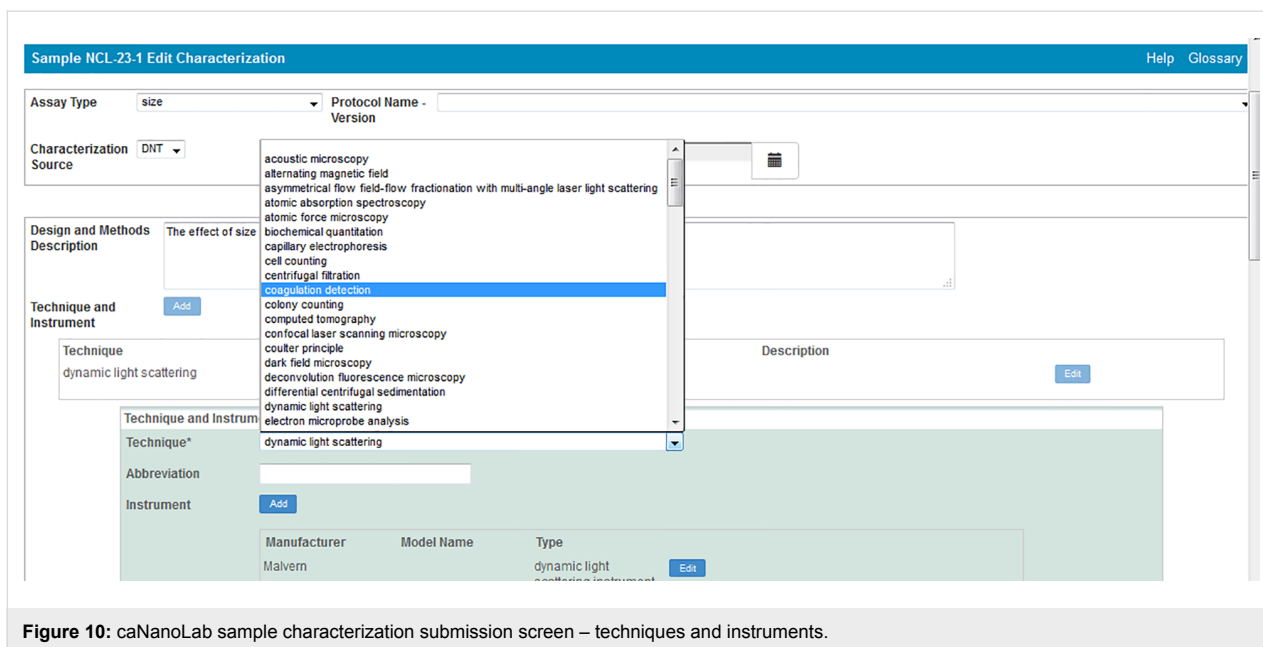 Sample NCL-23-1 Edit Characterization Help Glossary
Assay Type size Protocol Name -
Version
Characterization DNT
Source
acoustic microscopy
alternating magnetic field
asymmetrical flow field-flow fractionation with multi-angle laser light scattering
atomic absorption spectroscopy
atomic force microscopy
Design and Methods The effect of size biochemical quantitation
Description capillary electrophoresis
cell counting
centrifugal filtration
coagulation detection
Technique and Add colony counting
Instrument computed tomography
confocal laser scanning microscopy
Technique coulter principle Description
dark field microscopy
dynamic light scattering deconvolution fluorescence microscopy Edit
differential centrifugal sedimentation
dynamic light scattering
Technique and Instrum electron microprobe analysis
Technique* dynamic light scattering
Abbreviation
Instrument Add
Manufacturer Model Name Type
Malvern dynamic light Edit
scattering instrument
Figure 10: caNanoLab sample characterization submission screen – techniques and instruments.